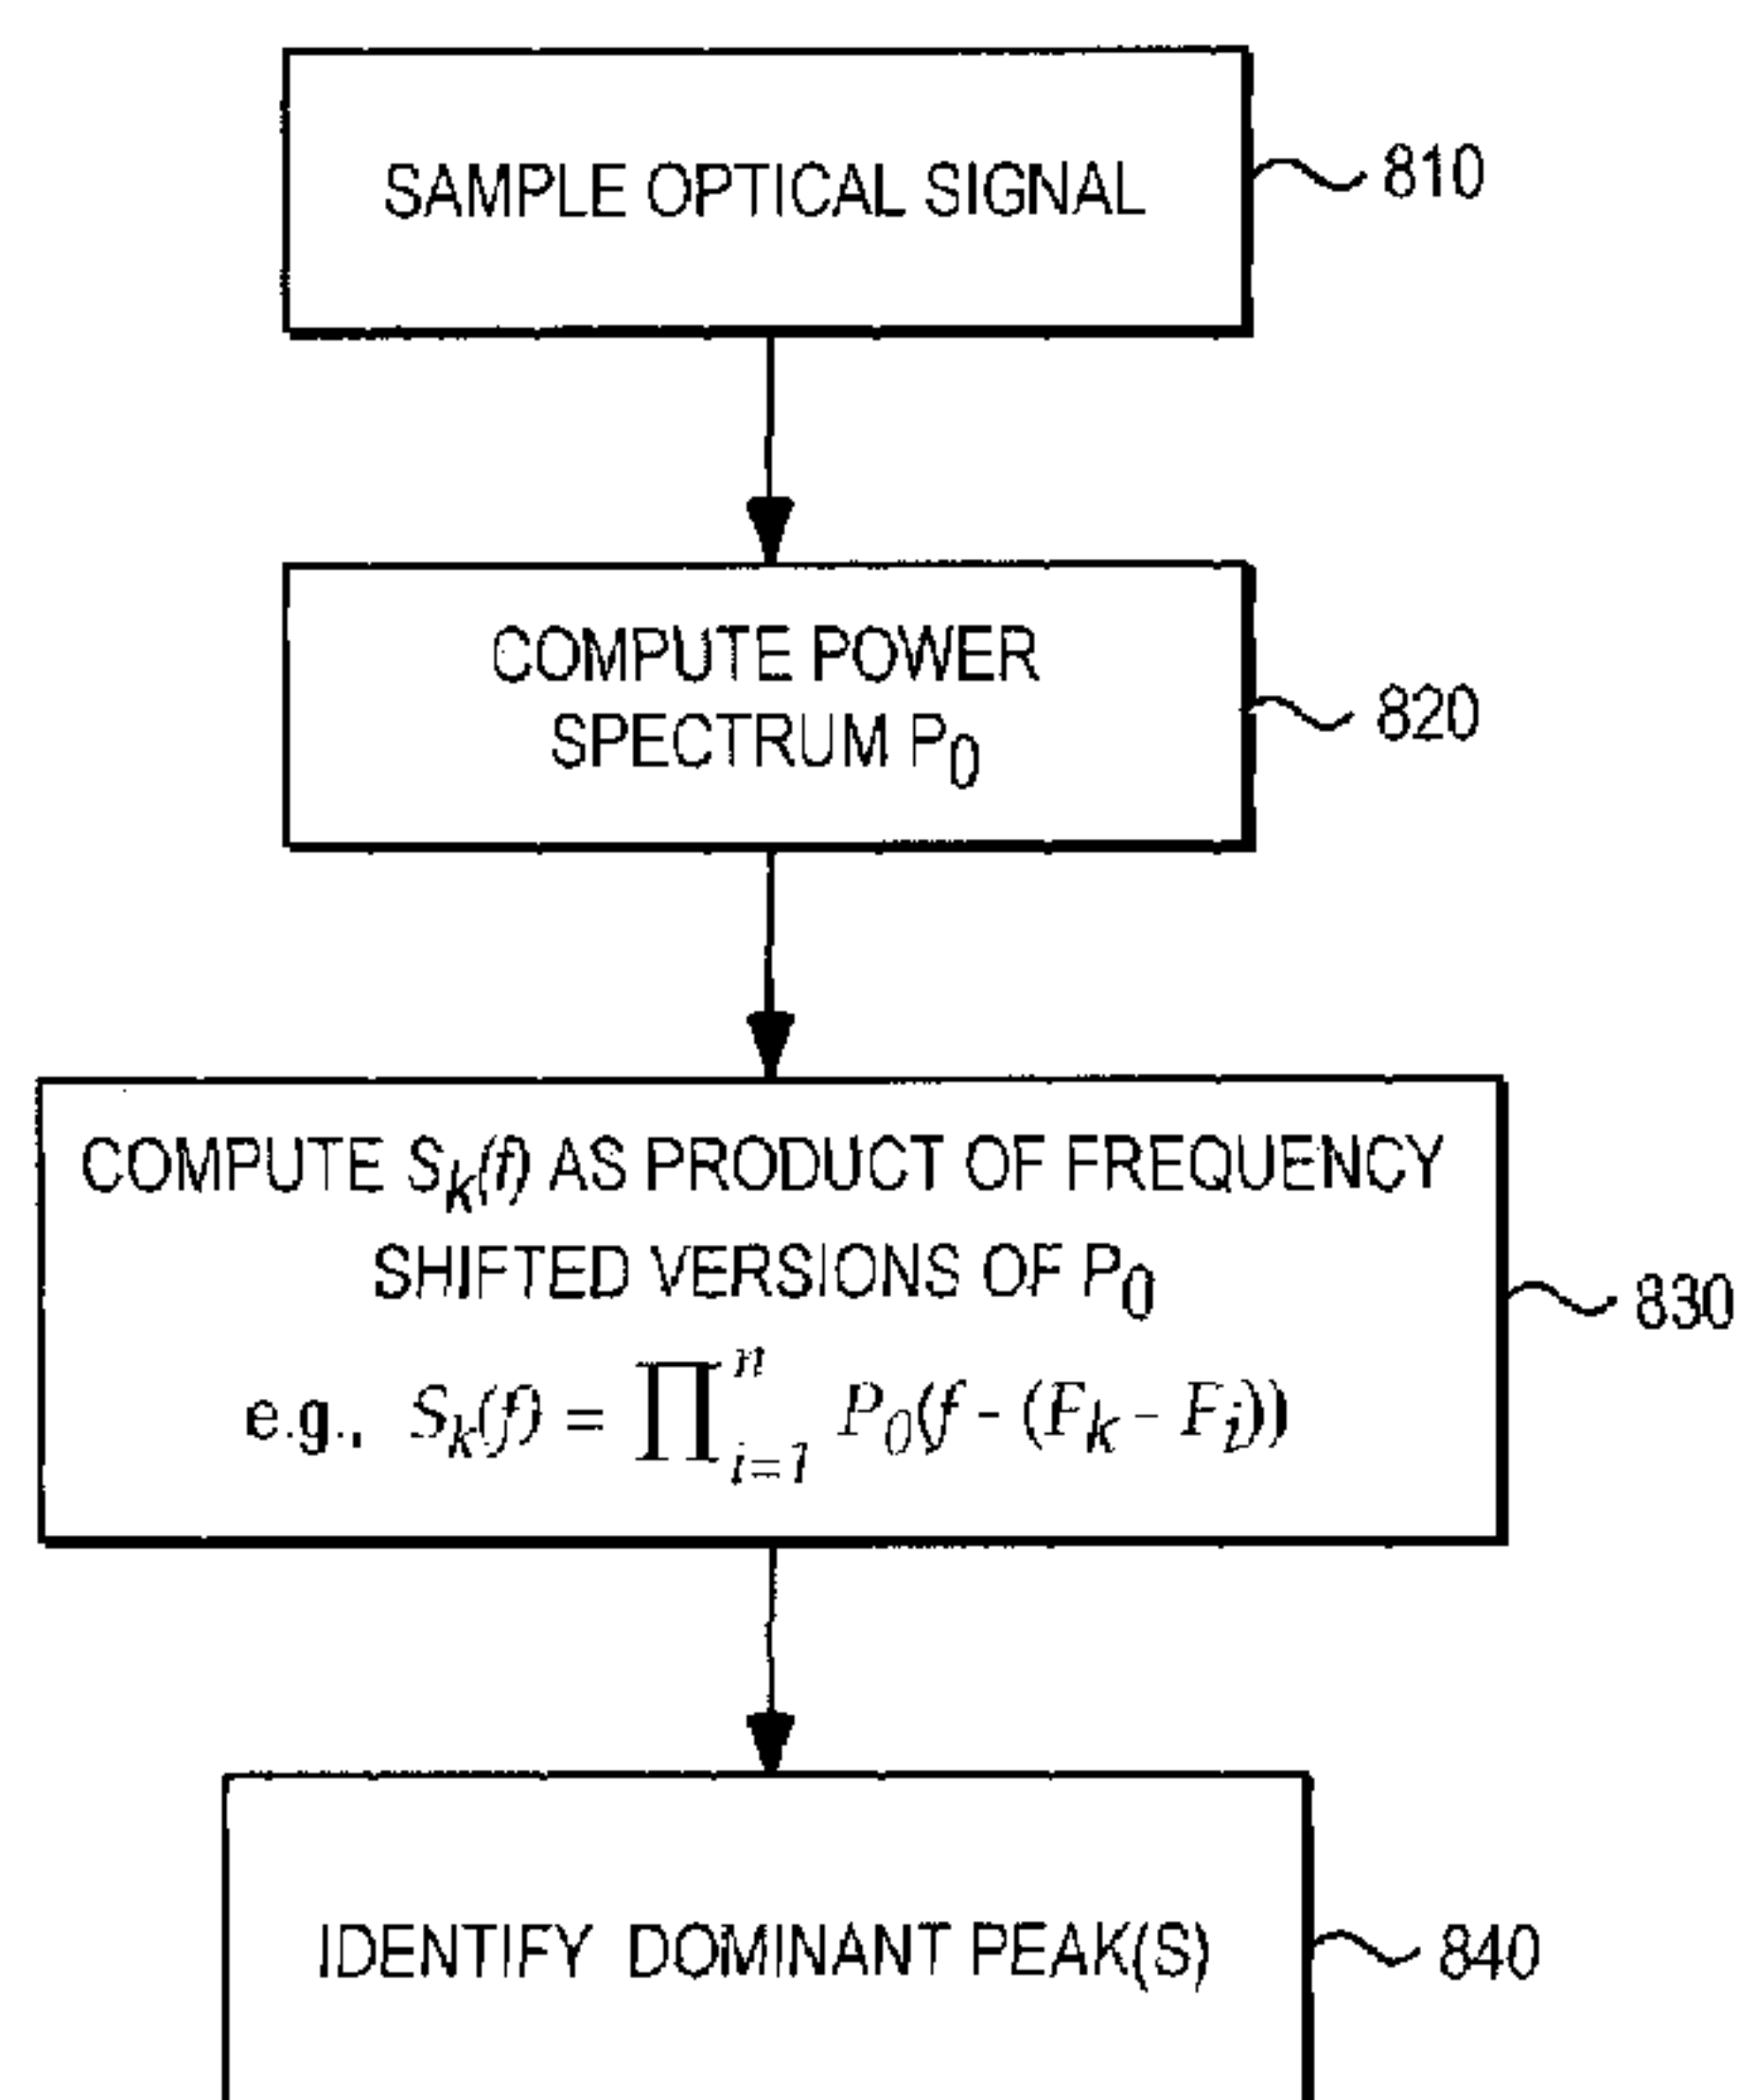 SAMPLE OPTICAL SIGNAL
810
COMPUTE POWER
SPECTRUM P0
820
COMPUTE Sk(f) AS PRODUCT OF FREQUENCY
SHIFTED VERSIONS OF P0
e.g., Sk(f) = ∏ n i=1 P0(f - (Fk - Fi))
830
IDENTIFY DOMINANT PEAK(S)
840